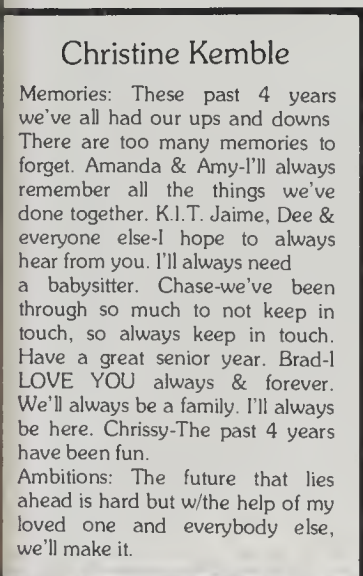 Christine Kemble
Memories: These past 4 years
we've all had our ups and downs
There are too many memories to
forget. Amanda & Amy-I'll always
remember all the things we've
done together. K.I.T. Jaime, Dee &
everyone else-I hope to always
hear from you. I'll always need
a babysitter. Chase-we've been
through so much to not keep in
touch, so always keep in touch.
Have a great senior year. Brad-I
LOVE YOU always & forever.
We'll always be a family. I'll always
be here. Chrissy-The past 4 years
have been fun.
Ambitions: The future that lies
ahead is hard but w/the help of my
loved one and everybody else,
we'll make it.